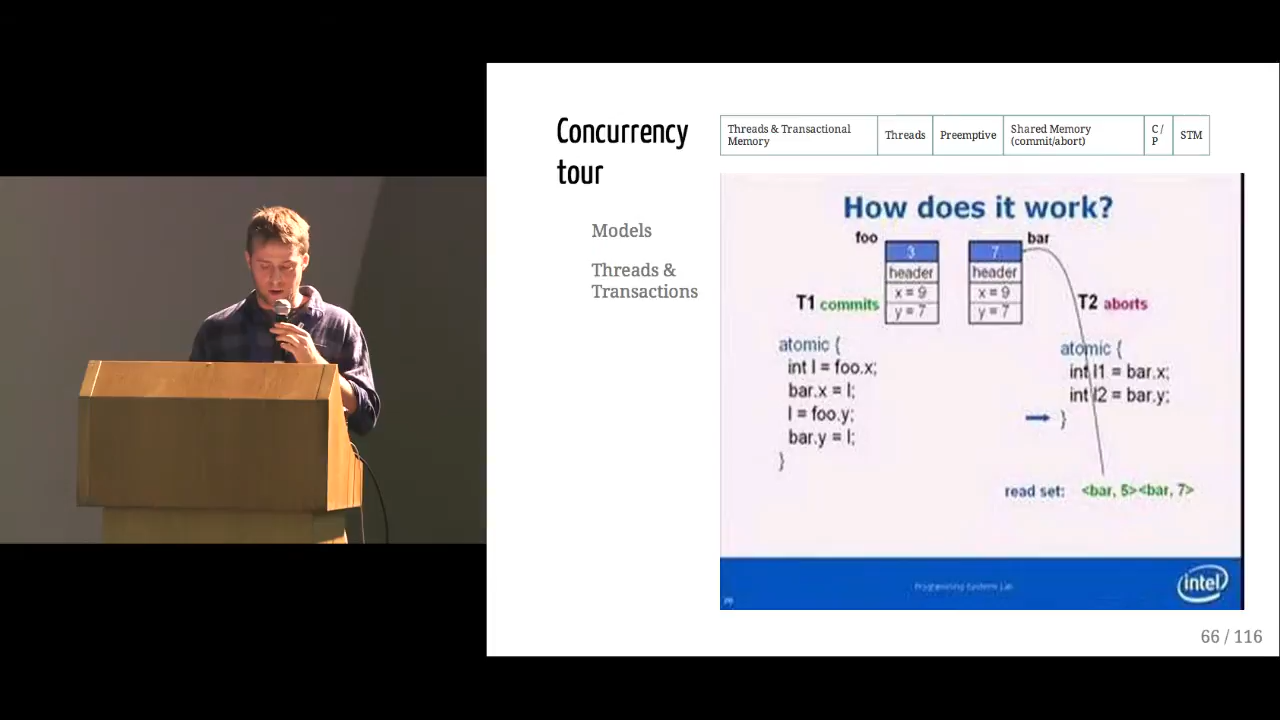 Concurrency
tour
Models
Threads &
Transactions
Threads & Transactional
Memory
Threads
Preemptive
Shared Memory
(commit/abort)
C /
P
STM
How does it work?
foo
3
header
x = 9
y = 7
7
header
x = 9
y = 7
bar
T1 commits
T2 aborts
atomic {
int l = foo.x;
bar.x = l;
l = foo.y;
bar.y = l;
}
atomic {
int l1 = bar.x;
int l2 = bar.y;
}
read set: <bar, 5><bar, 7>
Programming Systems Lab
intel
66 / 116